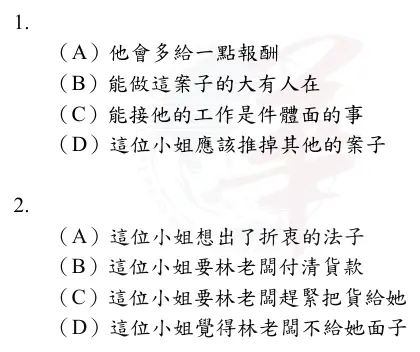 1.
（A）他會多給一點報酬
（B）能做這案子的大有人在
（C）能接他的工作是件體面的事
（D）這位小姐應該推掉其他的案子
2.
（A）這位小姐想出了折衷的法子
（B）這位小姐要林老闆付清貨款
（C）這位小姐要林老闆趕緊把貨給她
（D）這位小姐覺得林老闆不給她面子